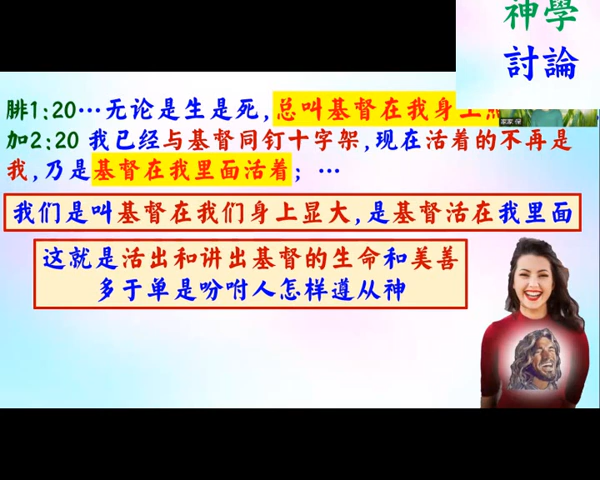 神學
討論
腓1:20…无论是生是死,总叫基督在我身上
加2:20 我已经与基督同钉十字架,现在活着的不再是
我,乃是基督在我里面活着；…
我们是叫基督在我们身上显大,是基督活在我里面
这就是活出和讲出基督的生命和美善
多于单是吩咐人怎样遵从神